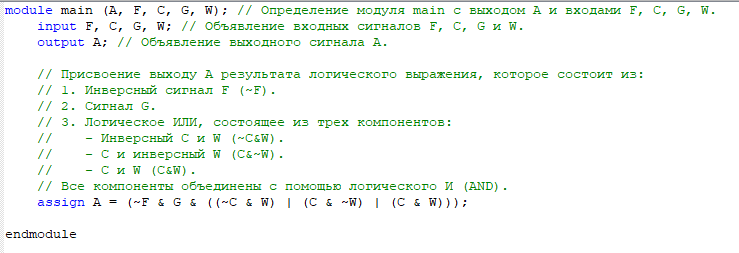 module main (A, F, C, G, W); // Определение модуля main с выходом A и входами F, C, G, W.
input F, C, G, W; // Объявление входных сигналов F, C, G и W.
output A; // Объявление выходного сигнала A.
// Присвоение выходу A результата логического выражения, которое состоит из:
// 1. Инверсный сигнал F (~F).
// 2. Сигнал G.
// 3. Логическое ИЛИ, состоящее из трех компонентов:
// - Инверсный C и W (~C&W).
// - C и инверсный W (C&~W).
// - C и W (C&W).
// Все компоненты объединены с помощью логического И (AND).
assign A = (~F & G & ((~C & W) | (C & ~W) | (C & W)));
endmodule